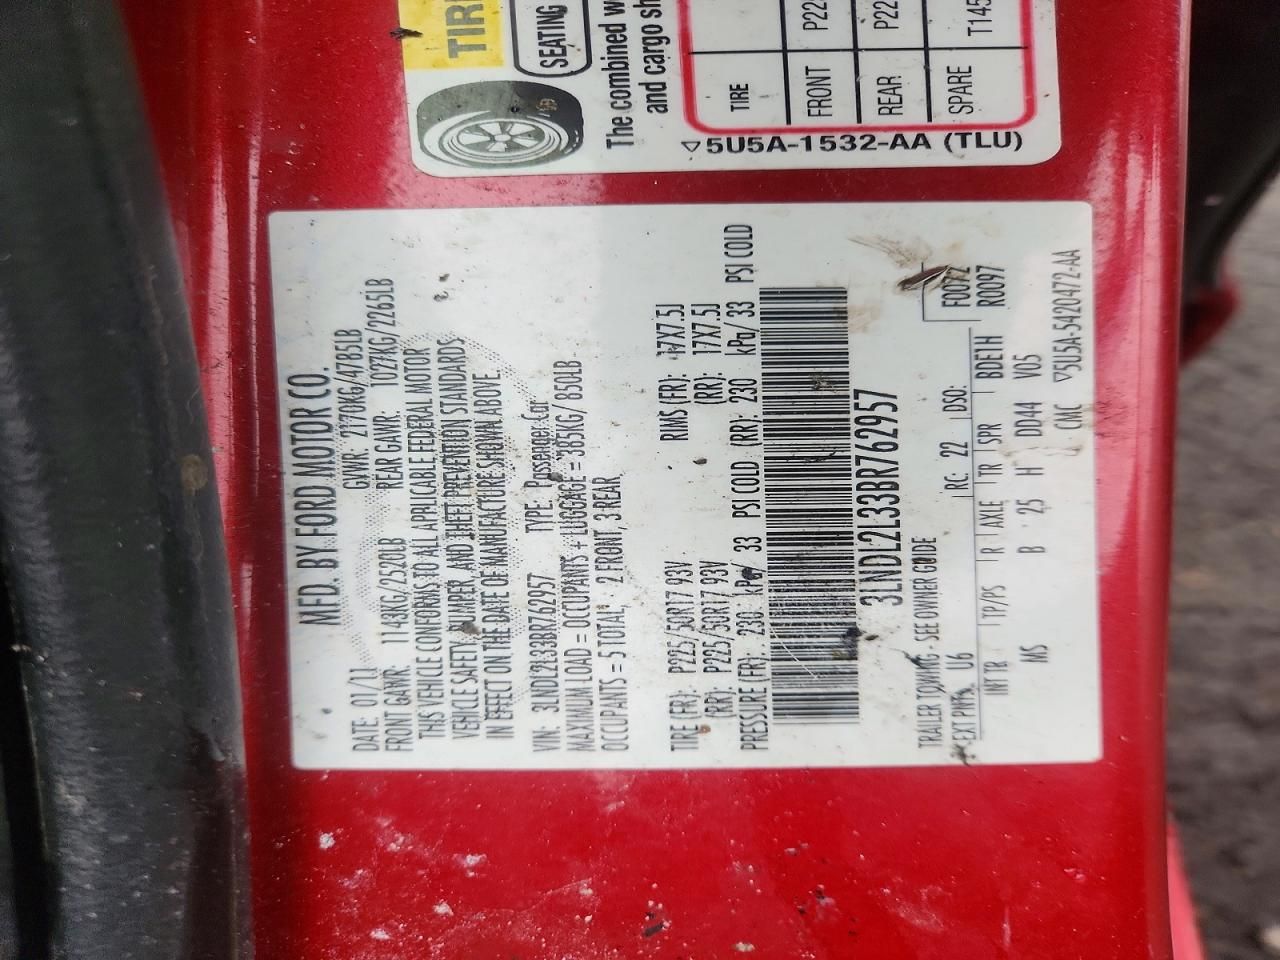 TIRE
SEATING
The combined w
and cargo sh
TIRE
FRONT P22
REAR P22
SPARE T145
5U5A-1532-AA (TLU)
MFD. BY FORD MOTOR CO.
DATE: 01/11 GVWR: 2170KG/4785LB
FRONT GAWR: 1143KG/2520LB REAR GAWR: 1027KG/2265LB
THIS VEHICLE CONFORMS TO ALL APPLICABLE FEDERAL MOTOR
VEHICLE SAFETY, BUMPER, AND THEFT PREVENTION STANDARDS
IN EFFECT ON THE DATE OF MANUFACTURE SHOWN ABOVE.
VIN: 3LNDL2L33BR762957 TYPE: Passenger Car
MAXIMUM LOAD = OCCUPANTS + LUGGAGE = 385KG/ 850LB
OCCUPANTS = 5 TOTAL, 2 FRONT, 3 REAR
TIRE (FR): P225/50R17 93V RIMS (FR): 17X7.5J
(RR): P225/50R17 93V (RR): 17X7.5J
PRESSURE (FR): 230 kPa/ 33 PSI COLD (RR): 230 kPa/ 33 PSI COLD
3LNDL2L33BR762957
TRAILER TOWING - SEE OWNER GUIDE
EXT PNT: U6 RC: 22 DSO: F0072
INT TR TP/PS R AXLE TR SPR BDETH R0097
MS B 25 H DD44 V05
CMC 5U5A-5420472-AA